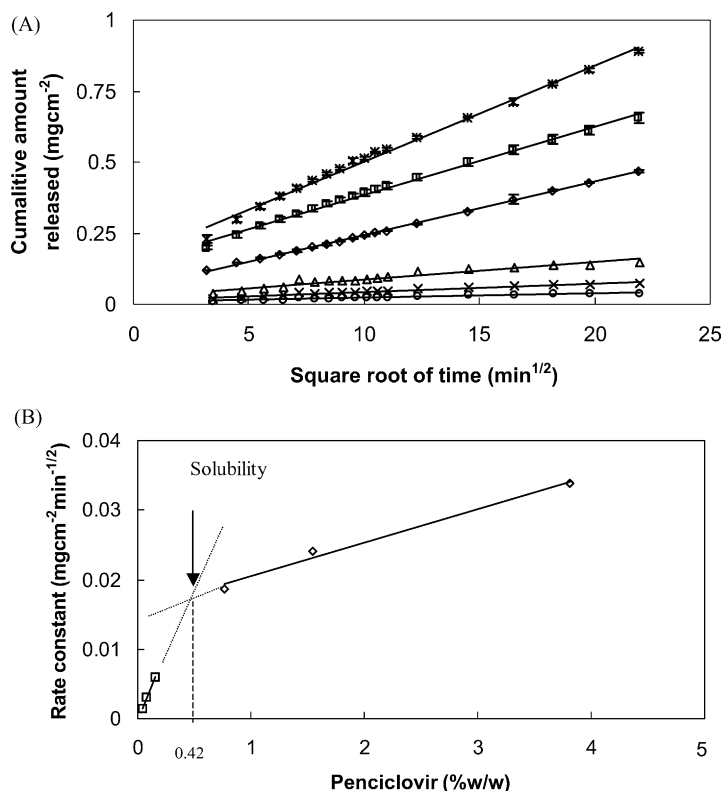 (A)
Cumalitive amount
released (mgcm-2)
1
0.75
0.5
0.25
0
0 5 10 15 20 25
Square root of time (min1/2)
(B)
Rate constant (mgcm-2min-1/2)
0.04
0.03
0.02
0.01
0
Solubility
0 1 2 3 4 5
0.42
Penciclovir (%w/w)